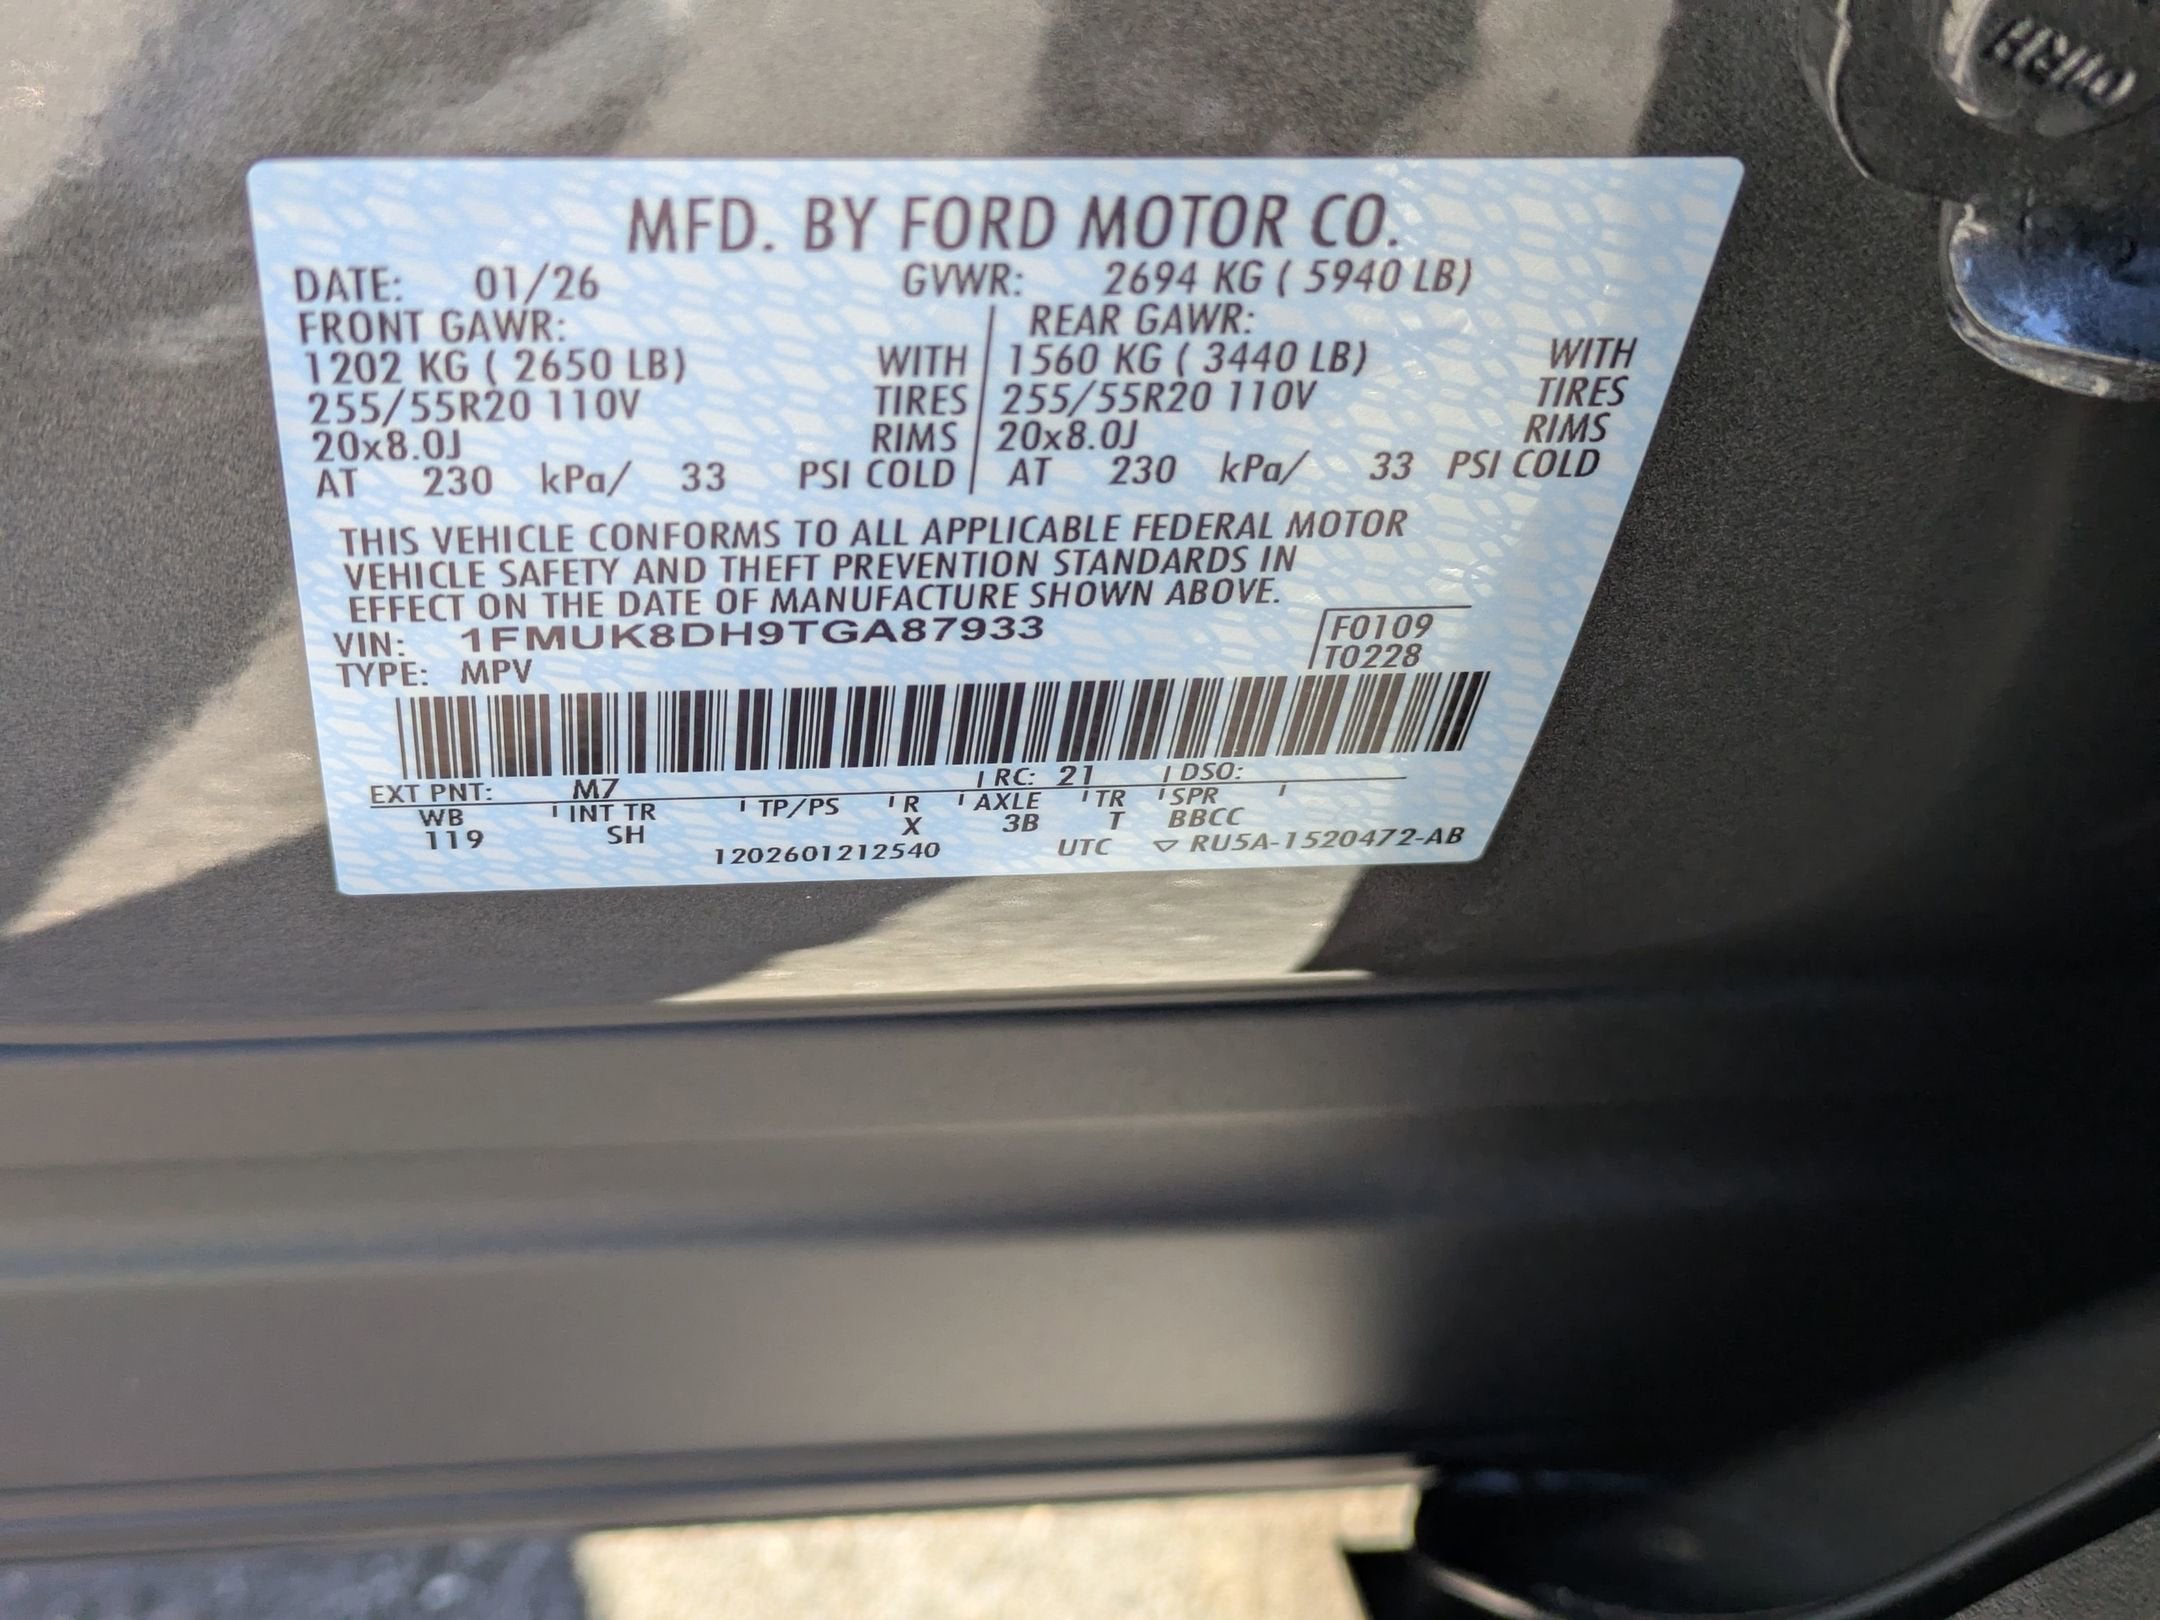 MFD. BY FORD MOTOR CO.
DATE: 01/26 GVWR: 2694 KG ( 5940 LB)
FRONT GAWR: REAR GAWR:
1202 KG ( 2650 LB) WITH 1560 KG ( 3440 LB) WITH
255/55R20 110V TIRES 255/55R20 110V TIRES
20x8.0J RIMS 20x8.0J RIMS
AT 230 kPa/ 33 PSI COLD AT 230 kPa/ 33 PSI COLD
THIS VEHICLE CONFORMS TO ALL APPLICABLE FEDERAL MOTOR
VEHICLE SAFETY AND THEFT PREVENTION STANDARDS IN
EFFECT ON THE DATE OF MANUFACTURE SHOWN ABOVE.
VIN: 1FMUK8DH9TGA87933 F0109
TYPE: MPV T0228
EXT PNT: M7 RC: 21 DSO:
WB INT TR TP/PS R AXLE TR SPR
119 SH X 3B T BBCC
1202601212540 UTC ▽ RU5A-1520472-AB